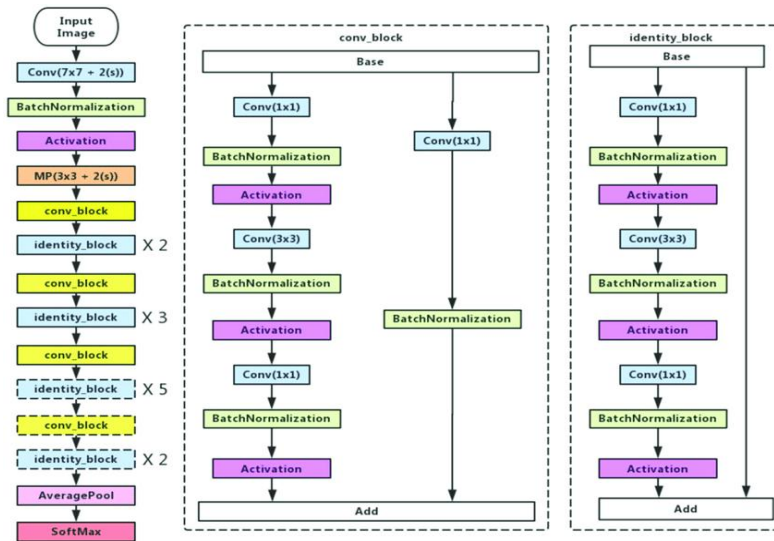 Input
Image
Conv(7x7 + 2(s))
BatchNormalization
Activation
MP(3x3 + 2(s))
conv_block
identity_block X 2
conv_block
identity_block X 3
conv_block
identity_block X 5
conv_block
identity_block X 2
AveragePool
SoftMax
conv_block
Base
Conv(1x1)
BatchNormalization
Activation
Conv(3x3)
BatchNormalization
Activation
Conv(1x1)
BatchNormalization
Activation
Conv(1x1)
BatchNormalization
Add
identity_block
Base
Conv(1x1)
BatchNormalization
Activation
Conv(3x3)
BatchNormalization
Activation
Conv(1x1)
BatchNormalization
Activation
Add